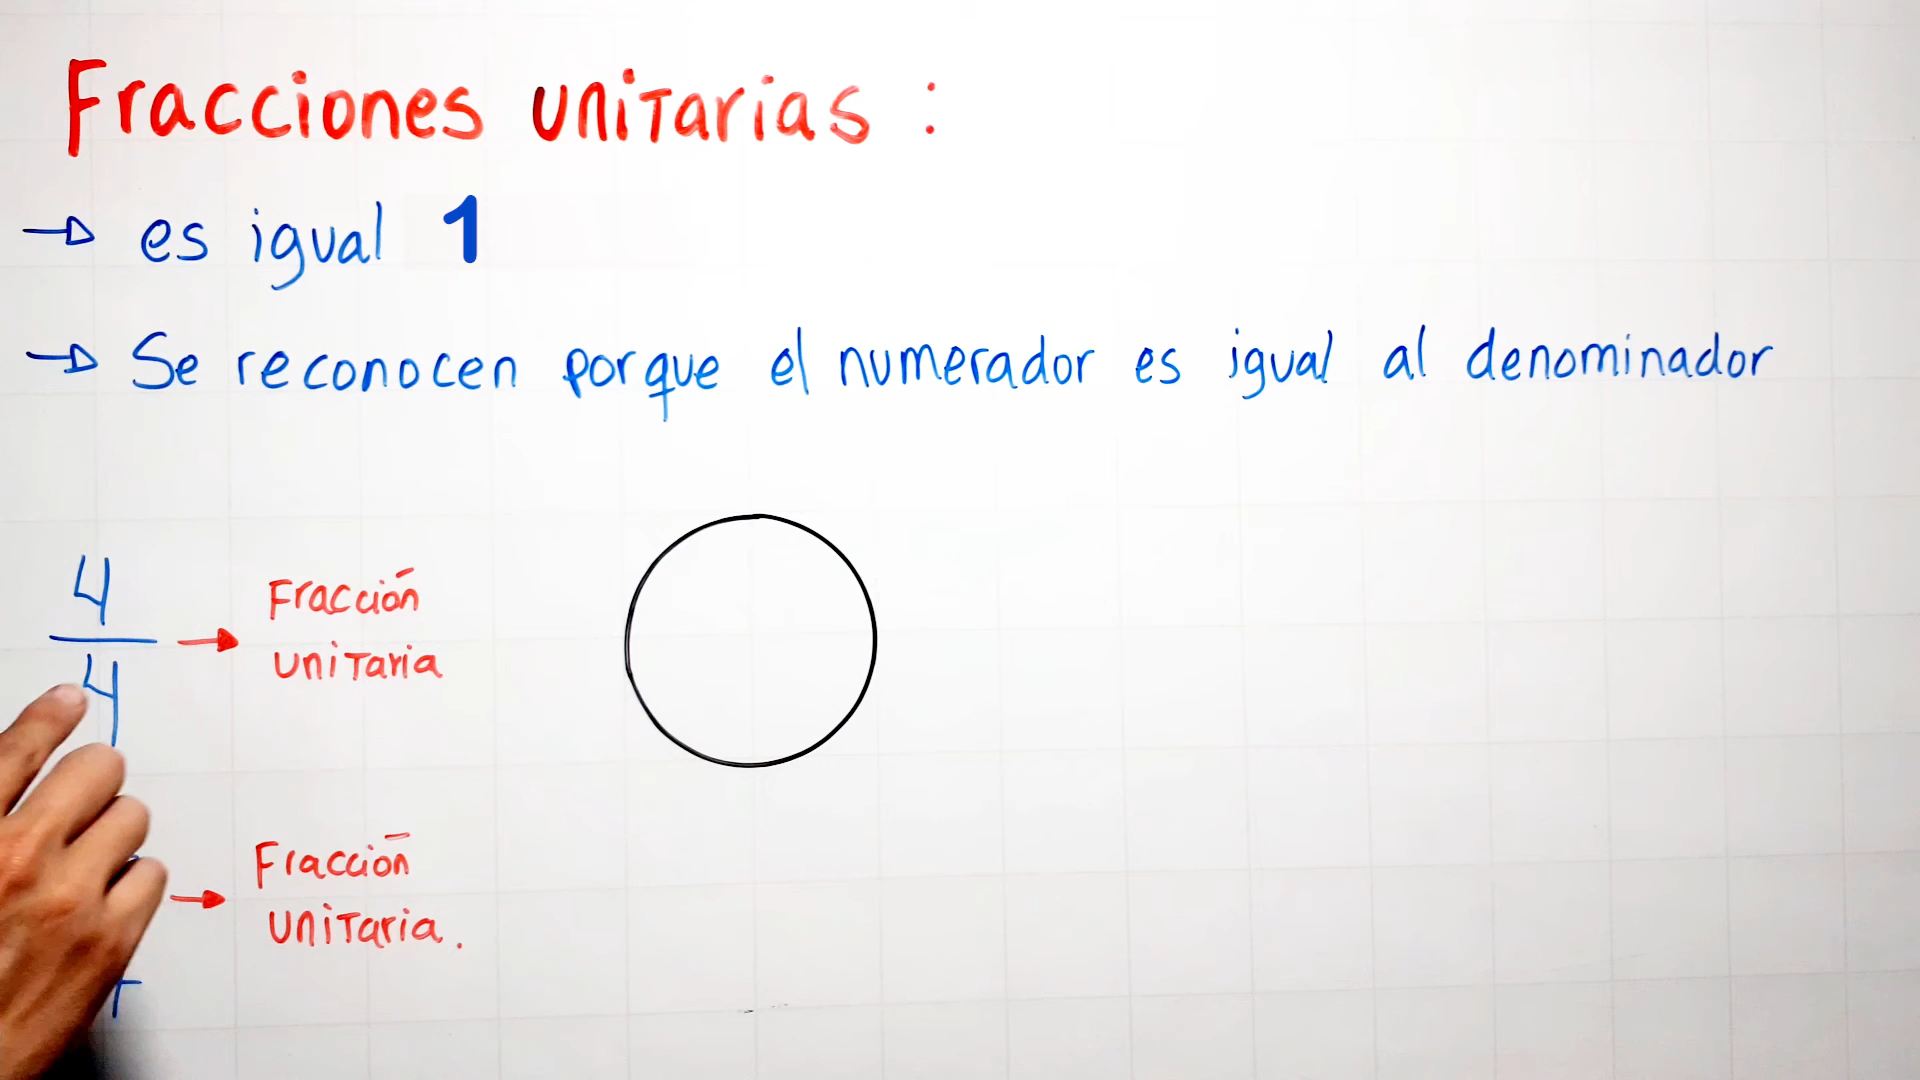 Fracciones unitarias :
es igual 1
Se reconocen porque el numerador es igual al denominador
4
4
Fracción
unitaria
Fracción
unitaria.